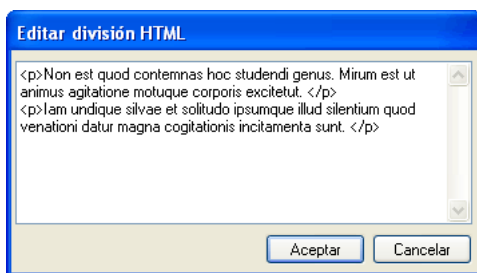 Editar división HTML
<p>Non est quod contemnas hoc studendi genus. Mirum est ut
animus agitatione motuque corporis excitetut. </p>
<p>Iam undique silvae et solitudo ipsumque illud silentium quod
venationi datur magna cogitationis incitamenta sunt. </p>
Aceptar
Cancelar